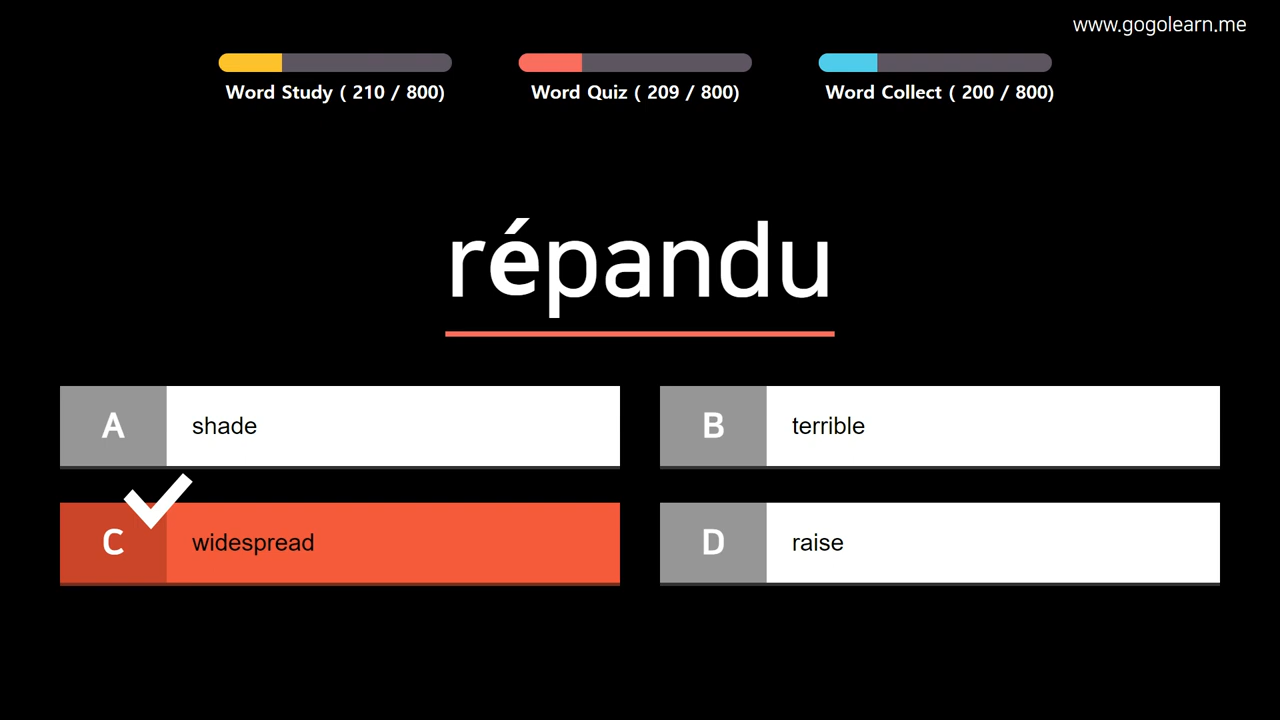 www.gogolearn.me
Word Study ( 210 / 800)
Word Quiz ( 209 / 800)
Word Collect ( 200 / 800)
répandu
A shade
B terrible
C widespread
D raise